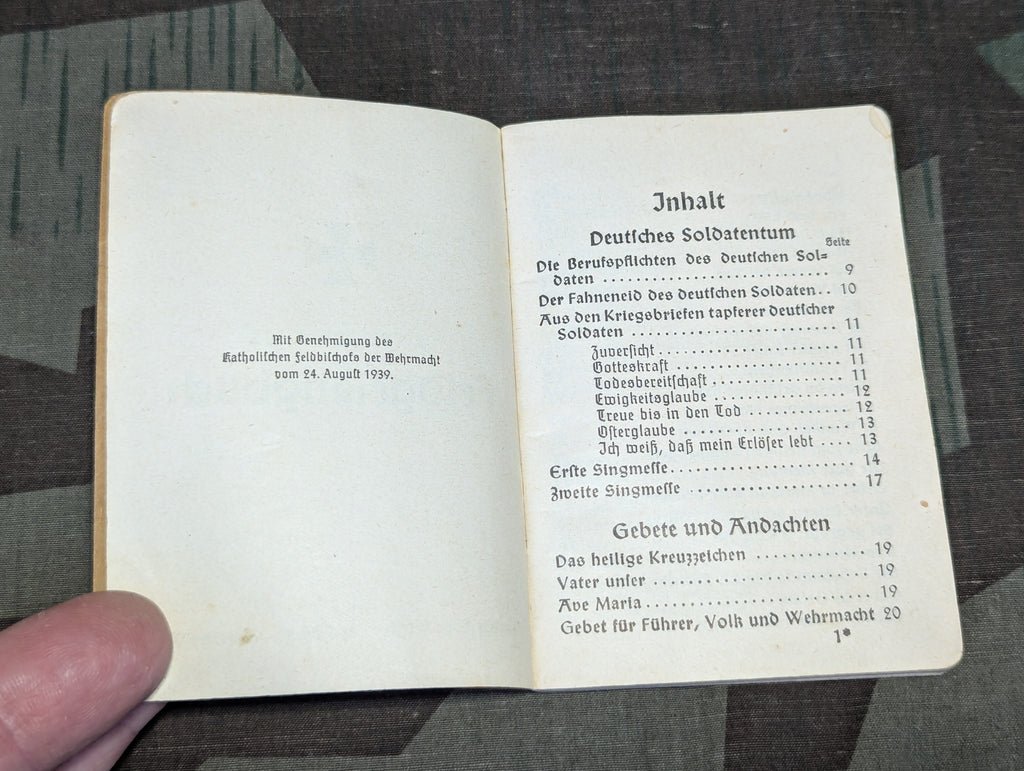 Mit Genehmigung des
Katholischen Feldbischofs der Wehrmacht
vom 24. August 1939.
Inhalt
Deutsches Soldatentum
Seite
Die Berufspflichten des deutschen Sol=
daten .......................... 9
Der Fahneneid des deutschen Soldaten.. 10
Aus den Kriegsbriefen tapferer deutscher
Soldaten ....................... 11
Zuversicht ..................... 11
Gotteskraft .................... 11
Todesbereitschaft .............. 11
Ewigkeitsglaube ................ 12
Treue bis in den Tod ........... 12
Osterglaube .................... 13
Ich weiß, daß mein Erlöser lebt .... 13
Erste Singmesse................. 14
Zweite Singmesse ............... 17
Gebete und Andachten
Das heilige Kreuzzeichen ............ 19
Vater unser .................... 19
Ave Maria ...................... 19
Gebet für Führer, Volk und Wehrmacht 20
1*